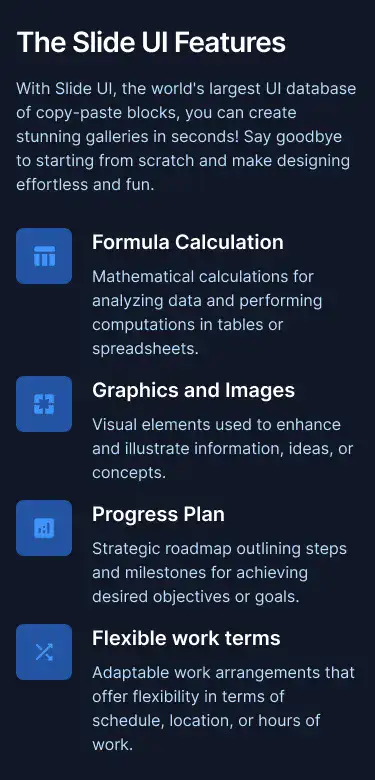 The Slide UI Features
With Slide UI, the world's largest UI database
of copy-paste blocks, you can create
stunning galleries in seconds! Say goodbye
to starting from scratch and make designing
effortless and fun.
Formula Calculation
Mathematical calculations for
analyzing data and performing
computations in tables or
spreadsheets.
Graphics and Images
Visual elements used to enhance
and illustrate information, ideas, or
concepts.
Progress Plan
Strategic roadmap outlining steps
and milestones for achieving
desired objectives or goals.
Flexible work terms
Adaptable work arrangements that
offer flexibility in terms of
schedule, location, or hours of
work.